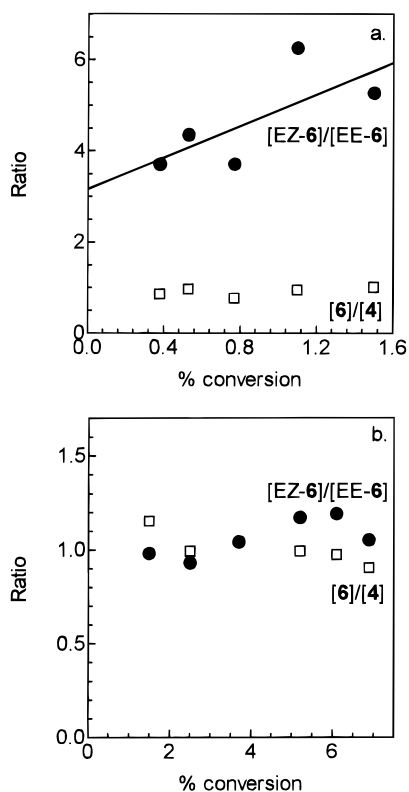 a.
6
[EZ-6]/[EE-6]
4
Ratio
2
[6]/[4]
0
0.0 0.4 0.8 1.2 1.6
% conversion
b.
1.5
[EZ-6]/[EE-6]
1.0
[6]/[4]
Ratio
0.5
0.0
0 2 4 6
% conversion